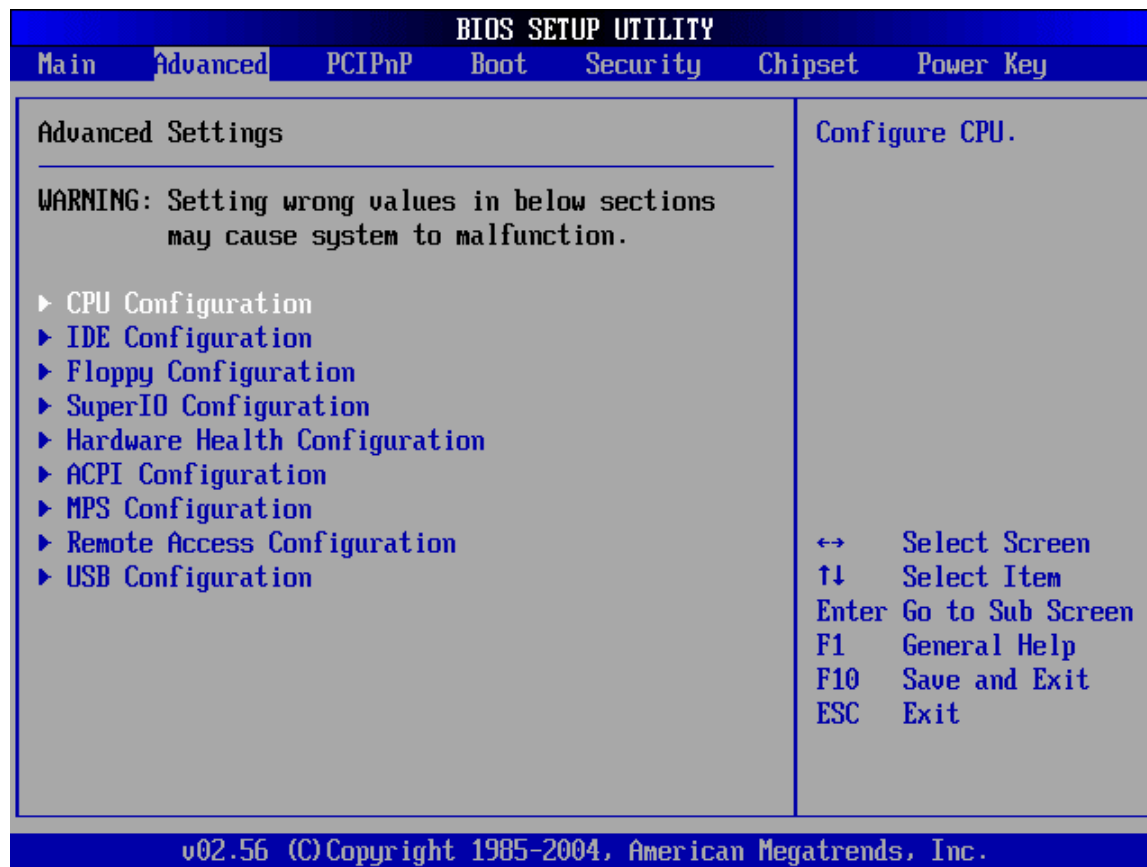 BIOS SETUP UTILITY
Main Advanced PCIPnP Boot Security Chipset Power Key
Advanced Settings
WARNING: Setting wrong values in below sections
may cause system to malfunction.
▶ CPU Configuration
▶ IDE Configuration
▶ Floppy Configuration
▶ SuperIO Configuration
▶ Hardware Health Configuration
▶ ACPI Configuration
▶ MPS Configuration
▶ Remote Access Configuration
▶ USB Configuration
Configure CPU.
↔ Select Screen
↑↓ Select Item
Enter Go to Sub Screen
F1 General Help
F10 Save and Exit
ESC Exit
v02.56 (C)Copyright 1985-2004, American Megatrends, Inc.